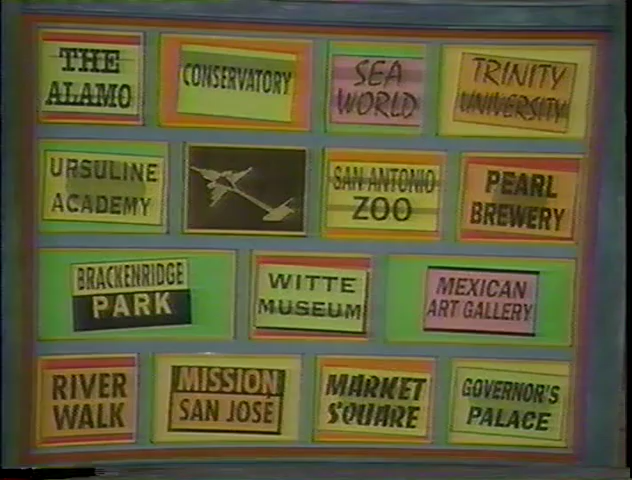 THE
ALAMO
CONSERVATORY
SEA
WORLD
TRINITY
UNIVERSITY
URSULINE
ACADEMY
SAN ANTONIO
ZOO
PEARL
BREWERY
BRACKENRIDGE
PARK
WITTE
MUSEUM
MEXICAN
ART GALLERY
RIVER
WALK
MISSION
SAN JOSE
MARKET
SQUARE
GOVERNOR'S
PALACE